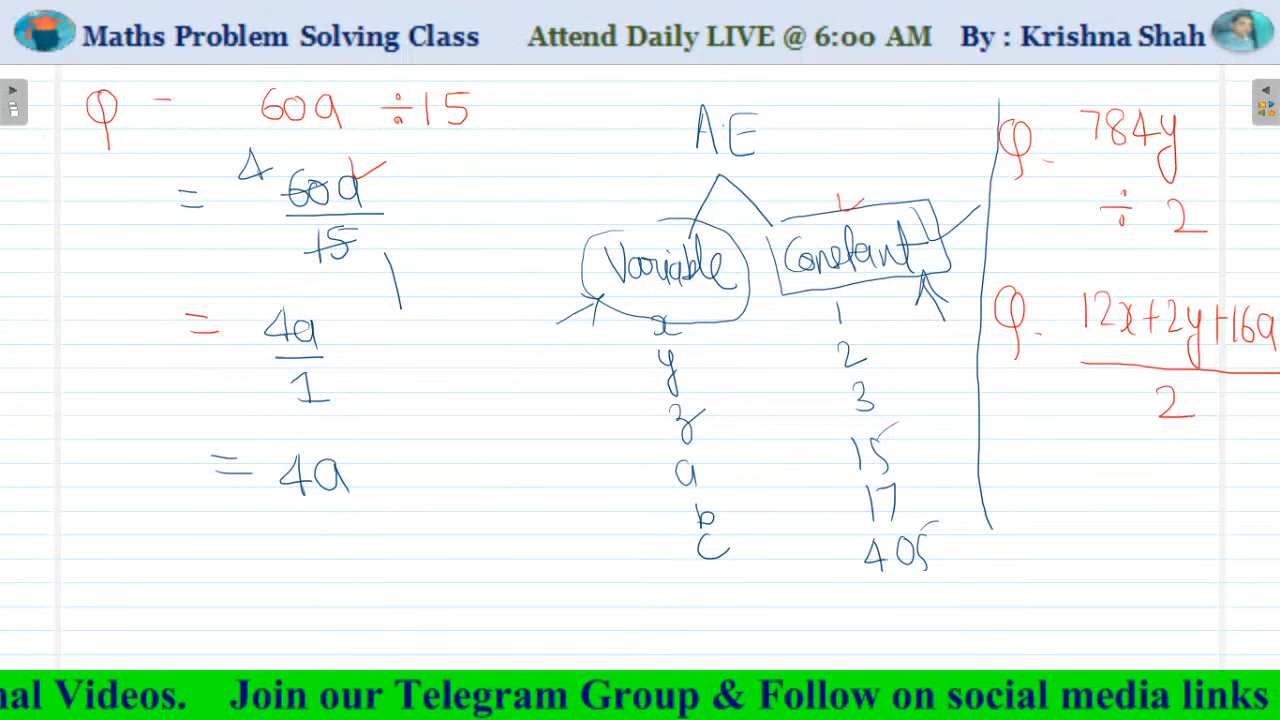 Maths Problem Solving Class Attend Daily LIVE @ 6:00 AM By : Krishna Shah
Q - 60a ÷ 15
= 4 60a / 15
= 4a / 1
= 4a
A.E
Variable Constant
x 1
y 2
z 3
a 15
b 17
c 405
Q - 784y
÷ 2
Q. 12x+2y+16a
2
nal Videos. Join our Telegram Group & Follow on social media links